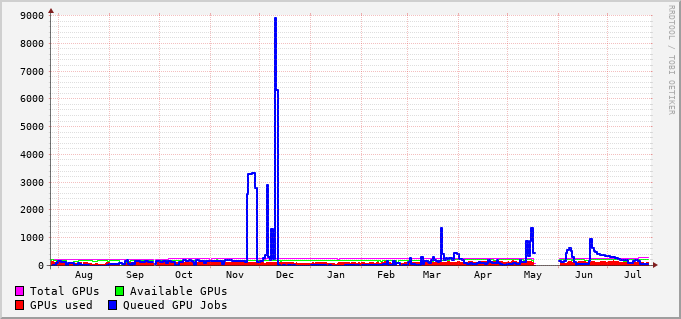 9000
8000
7000
6000
5000
4000
3000
2000
1000
0
Aug Sep Oct Nov Dec Jan Feb Mar Apr May Jun Jul
Total GPUs Available GPUs
GPUs used Queued GPU Jobs
RRDTOOL / TOBI OETIKER